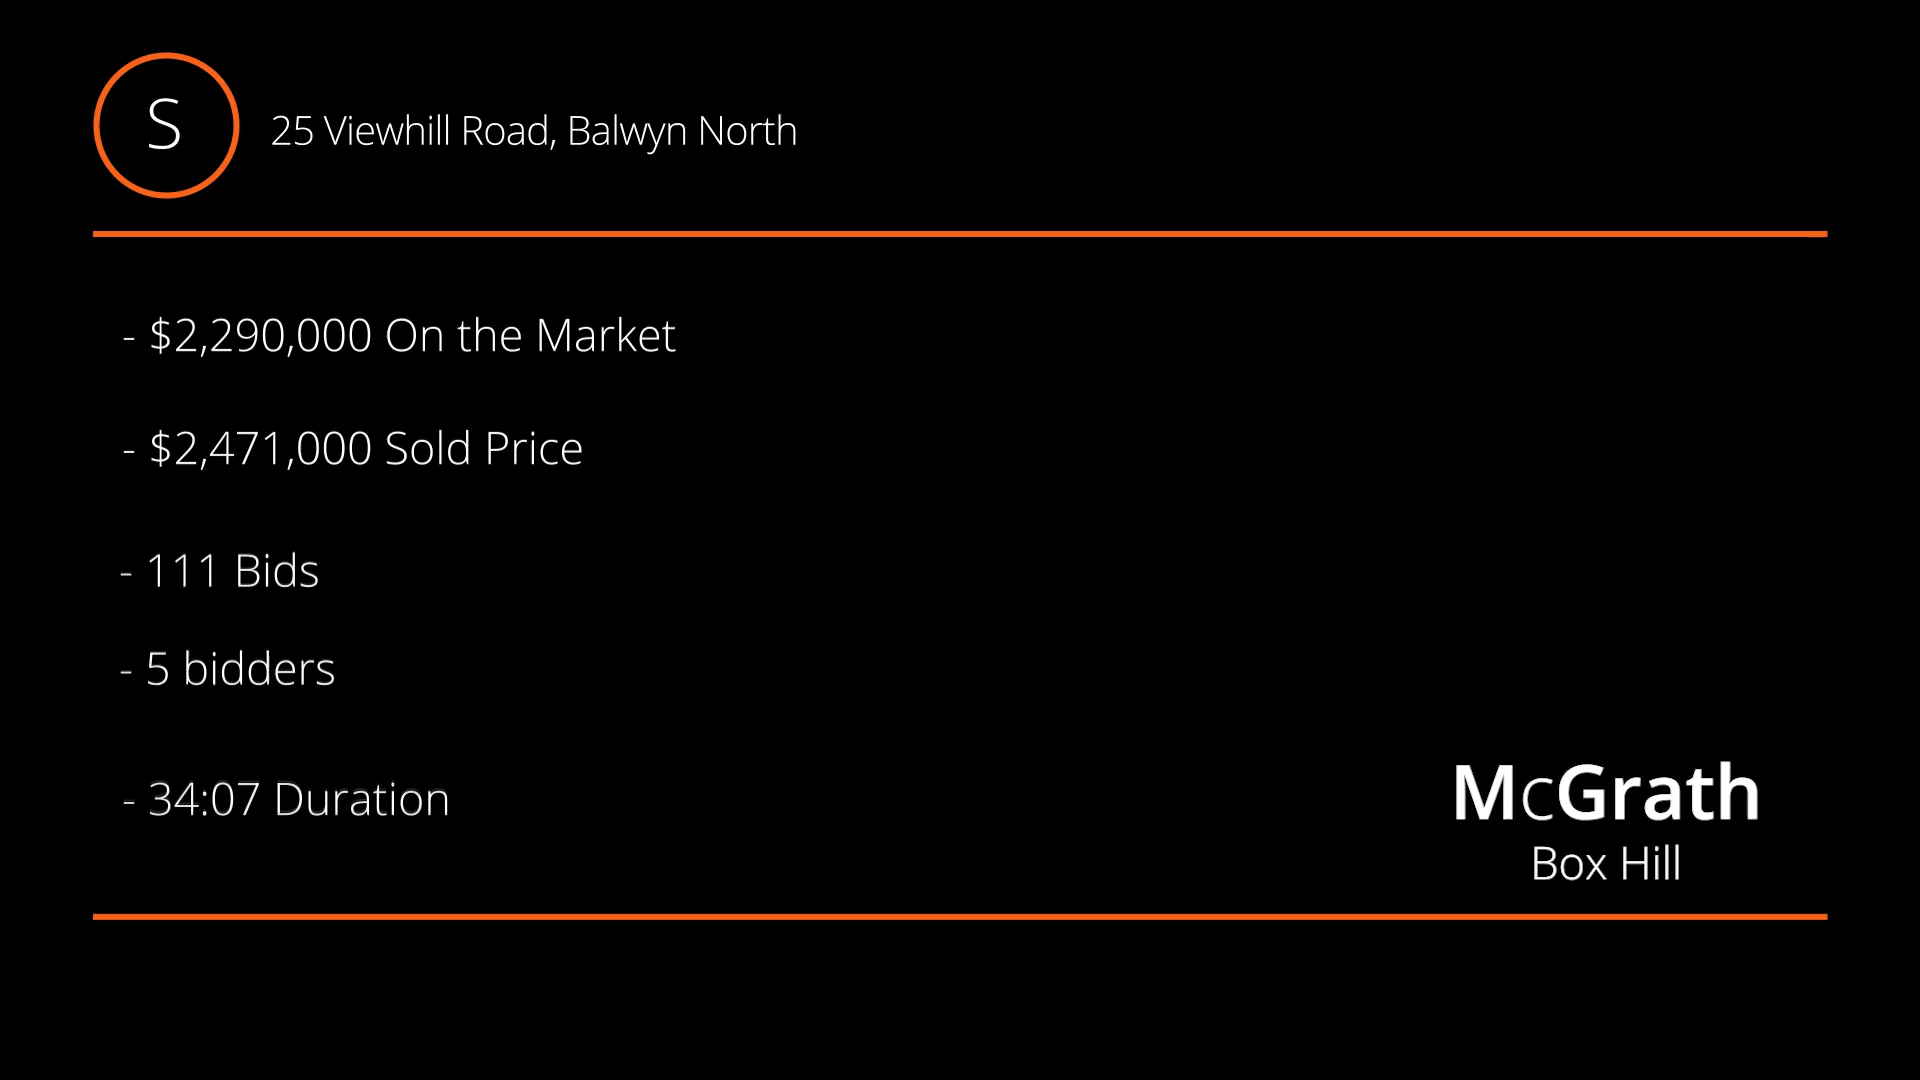 S
25 Viewhill Road, Balwyn North
- $2,290,000 On the Market
- $2,471,000 Sold Price
- 111 Bids
- 5 bidders
- 34:07 Duration
McGrath
Box Hill